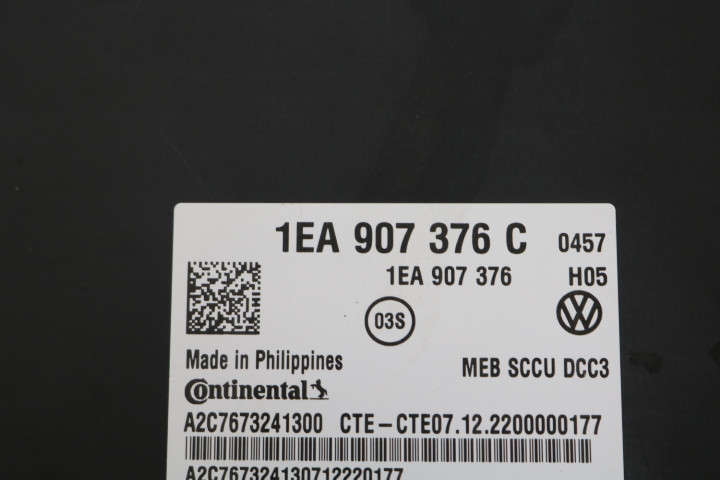 1EA 907 376 C 0457
1EA 907 376 H05
03S
Made in Philippines MEB SCCU DCC3
Continental
A2C7673241300 CTE-CTE07.12.2200000177
A2C767324130712220177